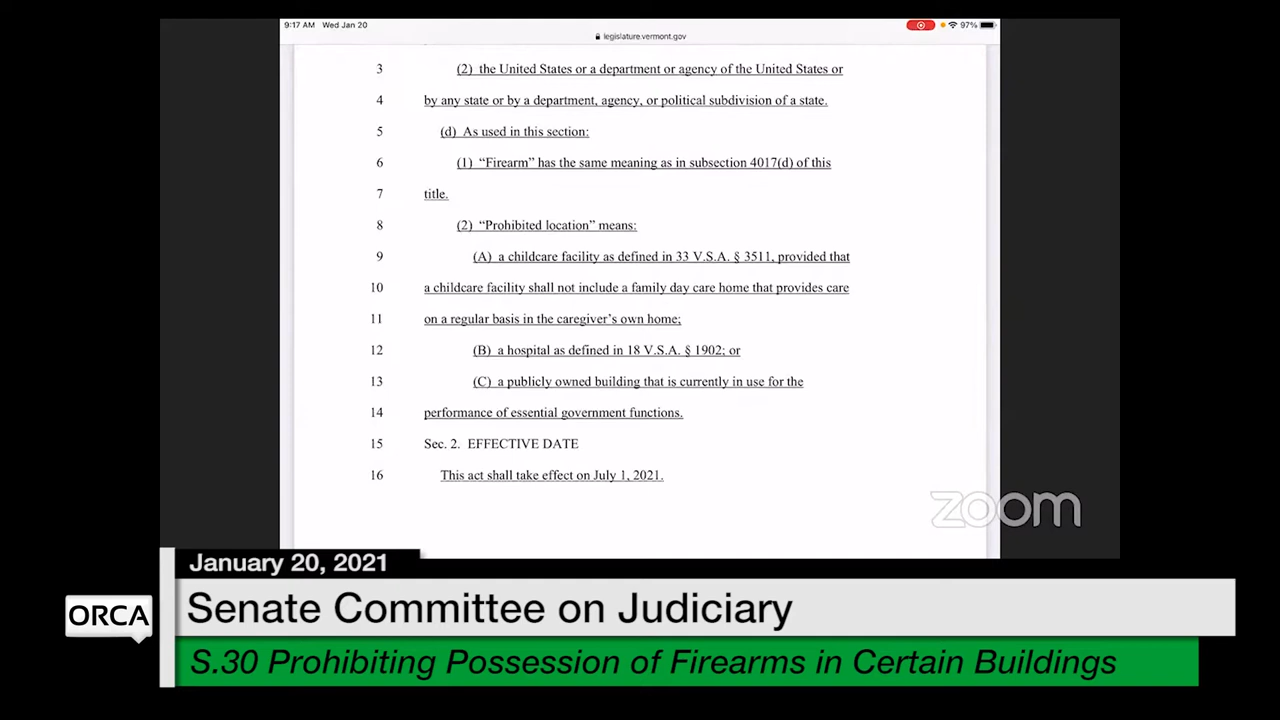 9:17 AM Wed Jan 20
97%
legislature.vermont.gov
3 (2) the United States or a department or agency of the United States or
4 by any state or by a department, agency, or political subdivision of a state.
5 (d) As used in this section:
6 (1) “Firearm” has the same meaning as in subsection 4017(d) of this
7 title.
8 (2) “Prohibited location” means:
9 (A) a childcare facility as defined in 33 V.S.A. § 3511, provided that
10 a childcare facility shall not include a family day care home that provides care
11 on a regular basis in the caregiver’s own home;
12 (B) a hospital as defined in 18 V.S.A. § 1902; or
13 (C) a publicly owned building that is currently in use for the
14 performance of essential government functions.
15 Sec. 2. EFFECTIVE DATE
16 This act shall take effect on July 1, 2021.
zoom
January 20, 2021
ORCA
Senate Committee on Judiciary
S.30 Prohibiting Possession of Firearms in Certain Buildings